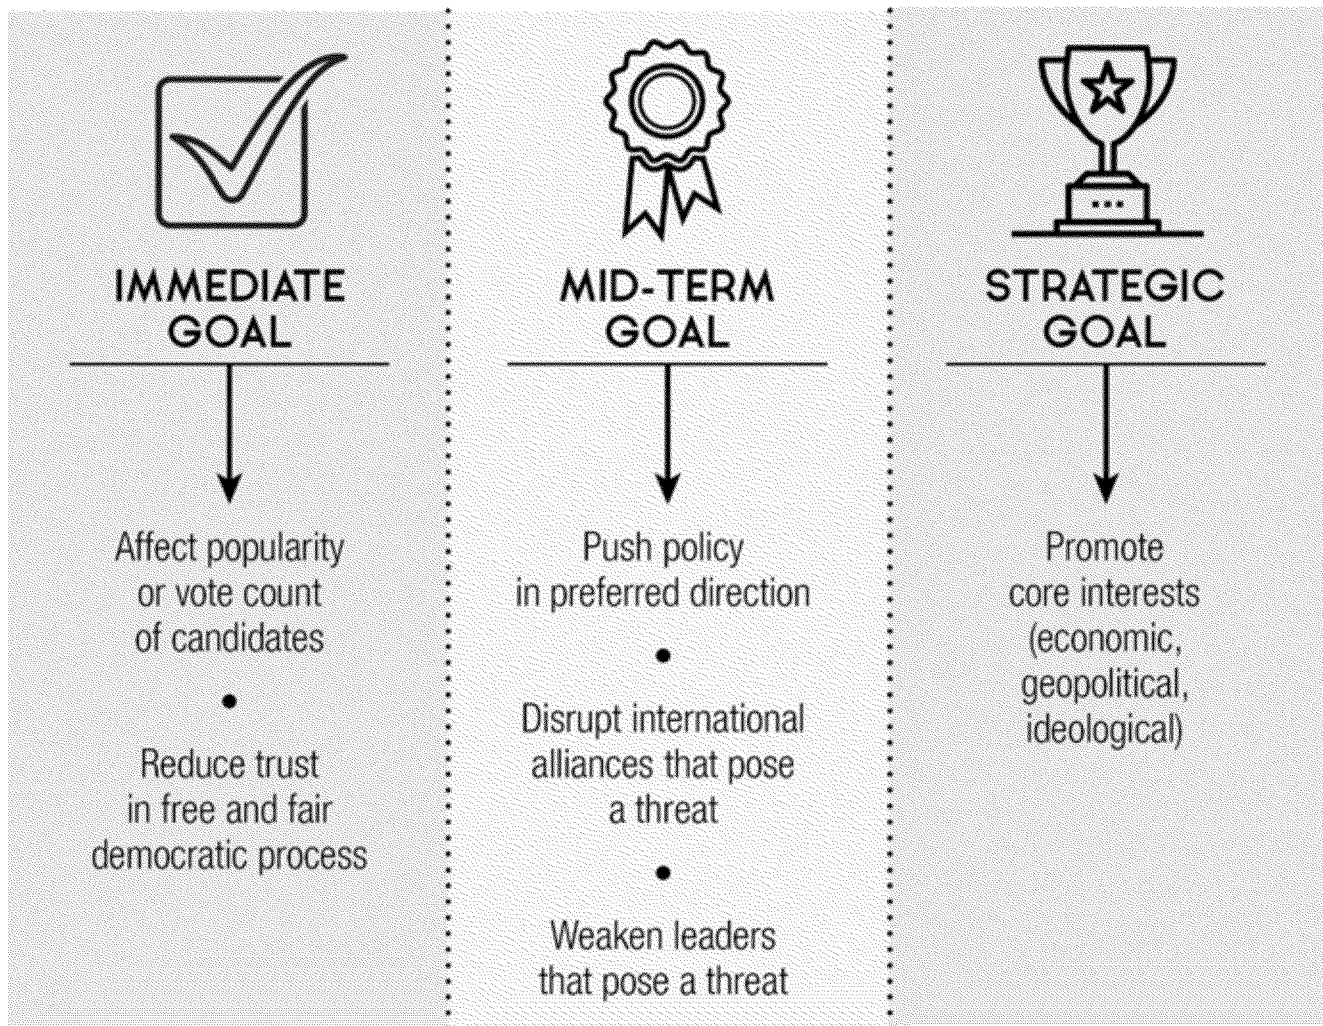 IMMEDIATE
GOAL
Affect popularity
or vote count
of candidates
•
Reduce trust
in free and fair
democratic process
MID-TERM
GOAL
Push policy
in preferred direction
•
Disrupt international
alliances that pose
a threat
•
Weaken leaders
that pose a threat
STRATEGIC
GOAL
Promote
core interests
(economic,
geopolitical,
ideological)